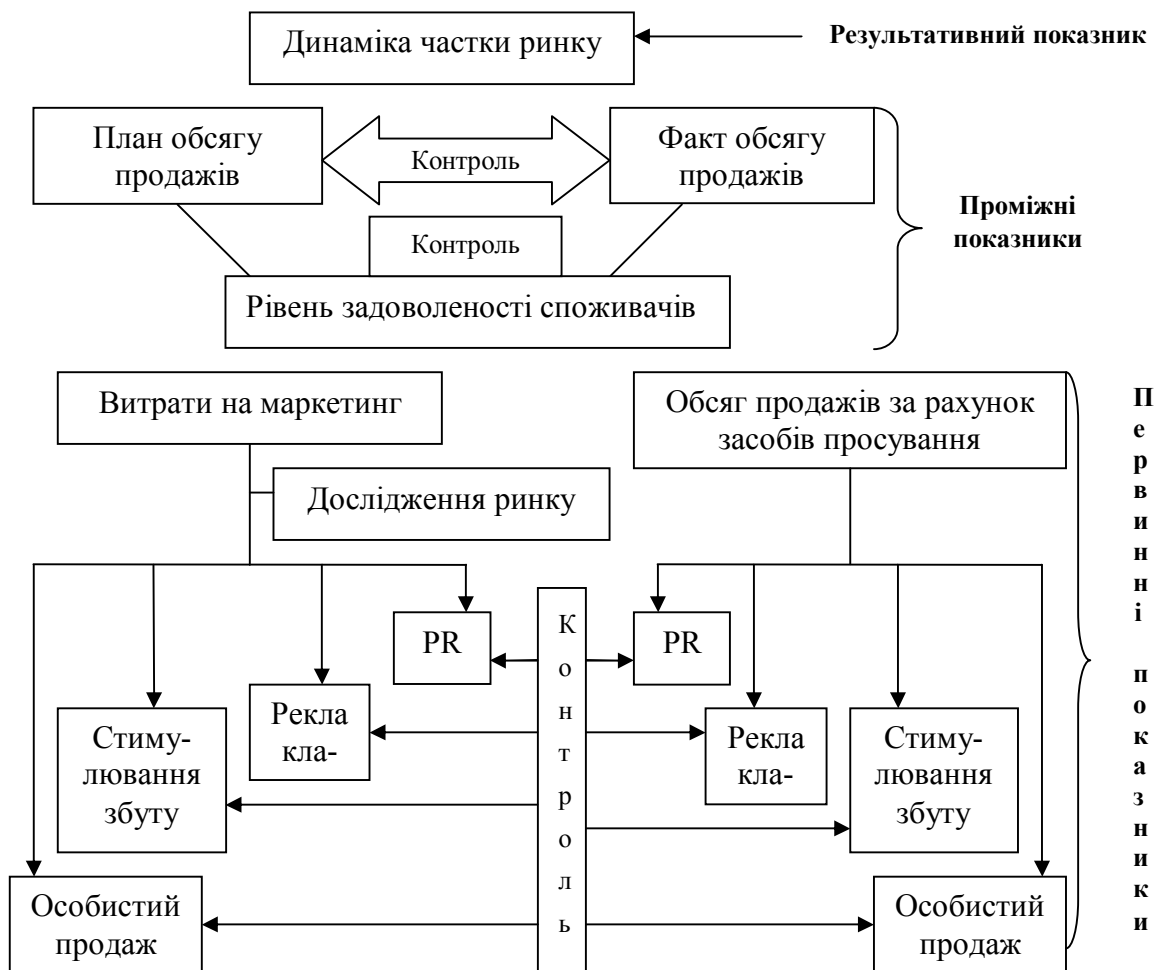 Динаміка частки ринку
Результативний показник
План обсягу
продажів
Контроль
Факт обсягу
продажів
Контроль
Рівень задоволеності споживачів
Проміжні
показники
Витрати на маркетинг
Обсяг продажів за рахунок
засобів просування
Дослідження ринку
PR
Рекла
кла-
Стиму-
лювання
збуту
Особистий
продаж
К
о
н
т
р
о
л
ь
PR
Рекла
кла-
Стиму-
лювання
збуту
Особистий
продаж
П
е
р
в
и
н
н
і
п
о
к
а
з
н
и
к
и